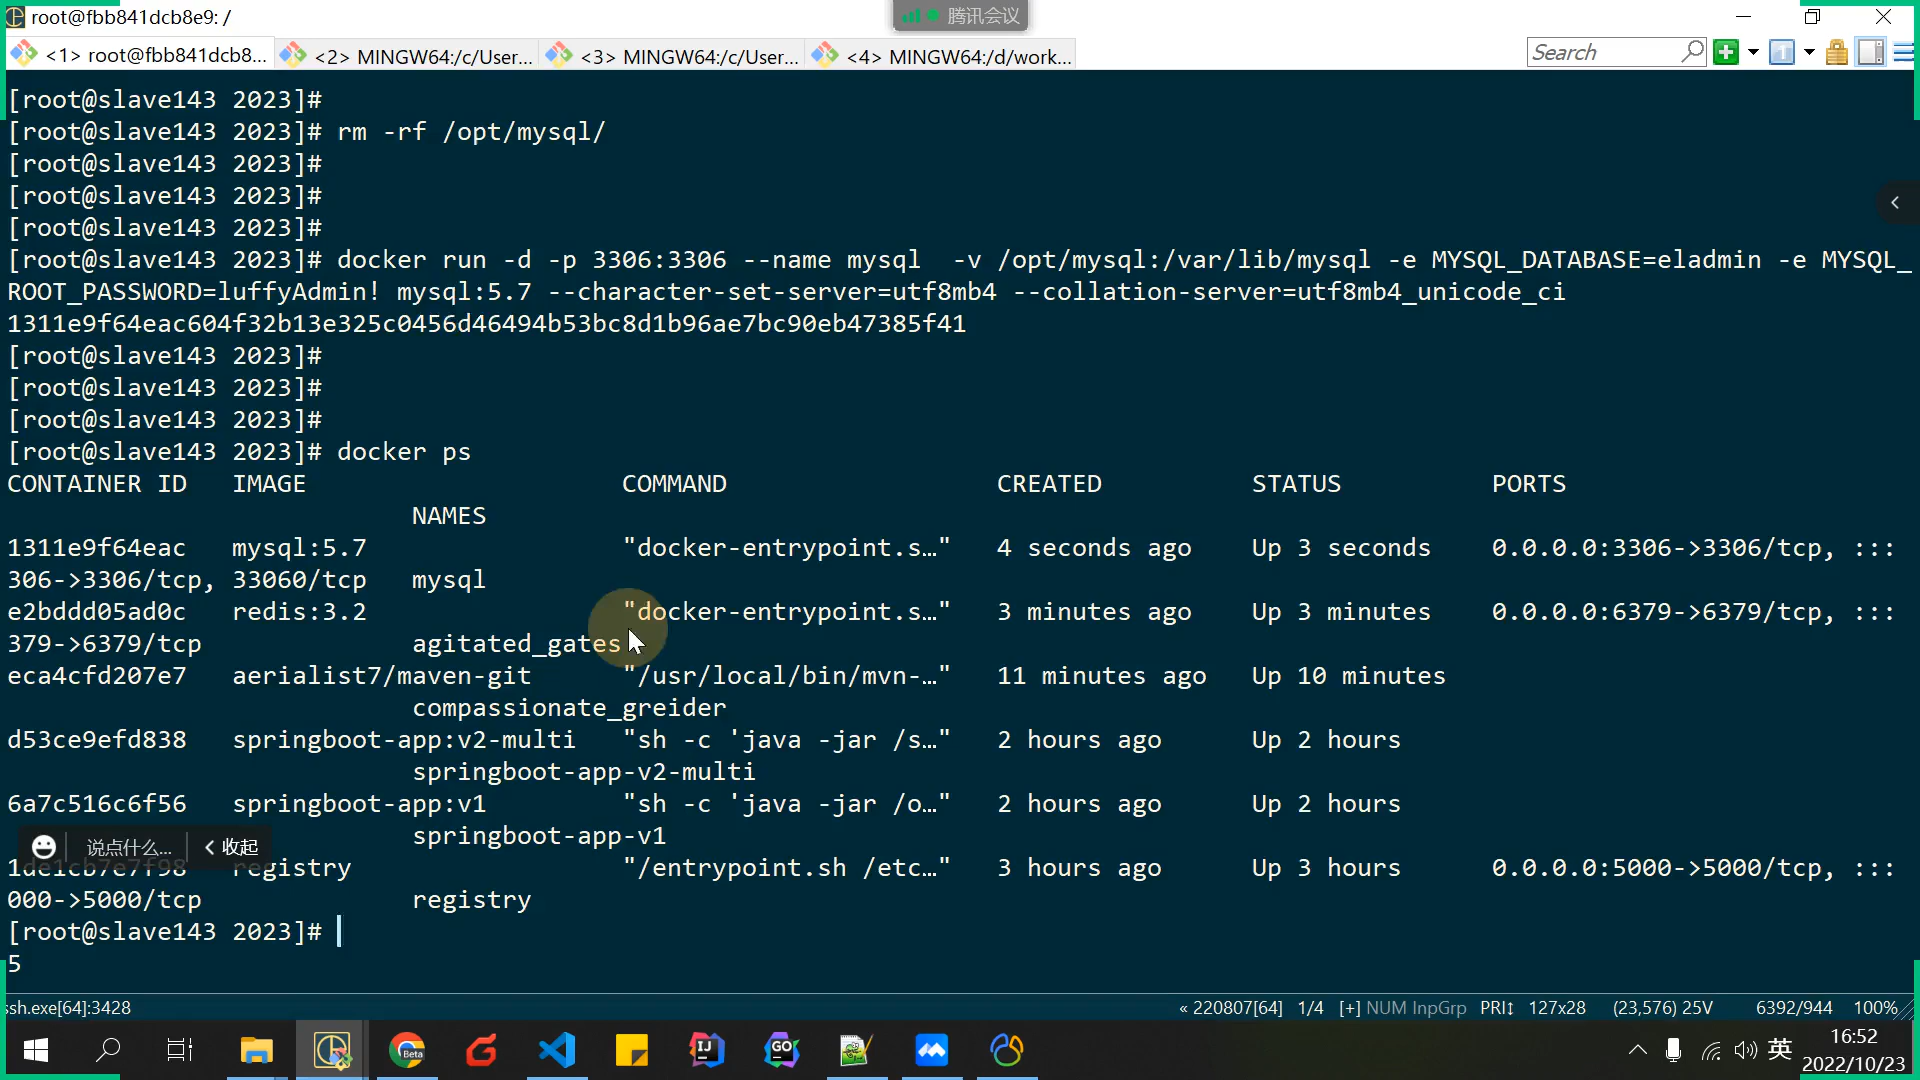 root@fbb841dcb8e9: /
腾讯会议
<1> root@fbb841dcb8...
<2> MINGW64:/c/User...
<3> MINGW64:/c/User...
<4> MINGW64:/d/work...
Search
[root@slave143 2023]#
[root@slave143 2023]# rm -rf /opt/mysql/
[root@slave143 2023]#
[root@slave143 2023]#
[root@slave143 2023]#
[root@slave143 2023]# docker run -d -p 3306:3306 --name mysql  -v /opt/mysql:/var/lib/mysql -e MYSQL_DATABASE=eladmin -e MYSQL_
ROOT_PASSWORD=luffyAdmin! mysql:5.7 --character-set-server=utf8mb4 --collation-server=utf8mb4_unicode_ci
1311e9f64eac604f32b13e325c0456d46494b53bc8d1b96ae7bc90eb47385f41
[root@slave143 2023]#
[root@slave143 2023]#
[root@slave143 2023]#
[root@slave143 2023]# docker ps
CONTAINER ID   IMAGE                     COMMAND                  CREATED          STATUS          PORTS
NAMES
1311e9f64eac   mysql:5.7                 "docker-entrypoint.s…"   4 seconds ago    Up 3 seconds    0.0.0.0:3306->3306/tcp, :::
306->3306/tcp, 33060/tcp   mysql
e2bddd05ad0c   redis:3.2                 "docker-entrypoint.s…"   3 minutes ago    Up 3 minutes    0.0.0.0:6379->6379/tcp, :::
379->6379/tcp              agitated_gates
eca4cfd207e7   aerialist7/maven-git      "/usr/local/bin/mvn-…"   11 minutes ago   Up 10 minutes
compassionate_greider
d53ce9efd838   springboot-app:v2-multi   "sh -c 'java -jar /s…"   2 hours ago      Up 2 hours
springboot-app-v2-multi
6a7c516c6f56   springboot-app:v1         "sh -c 'java -jar /o…"   2 hours ago      Up 2 hours
springboot-app-v1
说点什么... 收起
1de1cb7e7f98   registry                  "/entrypoint.sh /etc…"   3 hours ago      Up 3 hours      0.0.0.0:5000->5000/tcp, :::
000->5000/tcp              registry
[root@slave143 2023]#
5
ssh.exe[64]:3428
« 220807[64] 1/4 [+] NUM InpGrp PRI↕ 127x28 (23,576) 25V 6392/944 100%
英
16:52
2022/10/23